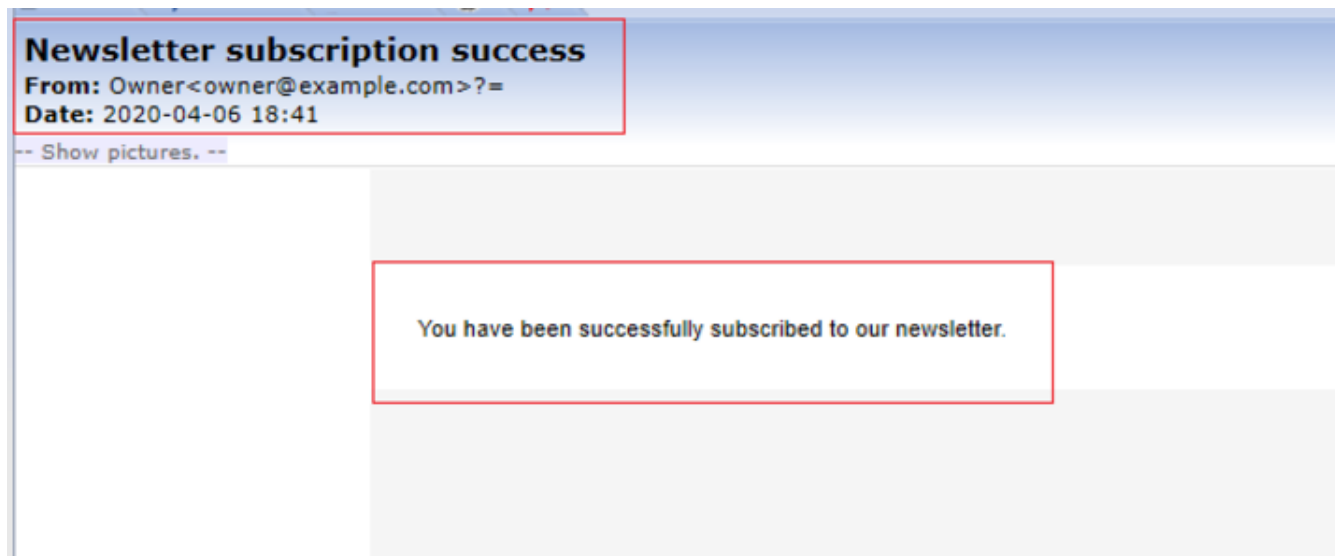 Newsletter subscription success
From: Owner<owner@example.com>?=
Date: 2020-04-06 18:41
-- Show pictures. --
You have been successfully subscribed to our newsletter.